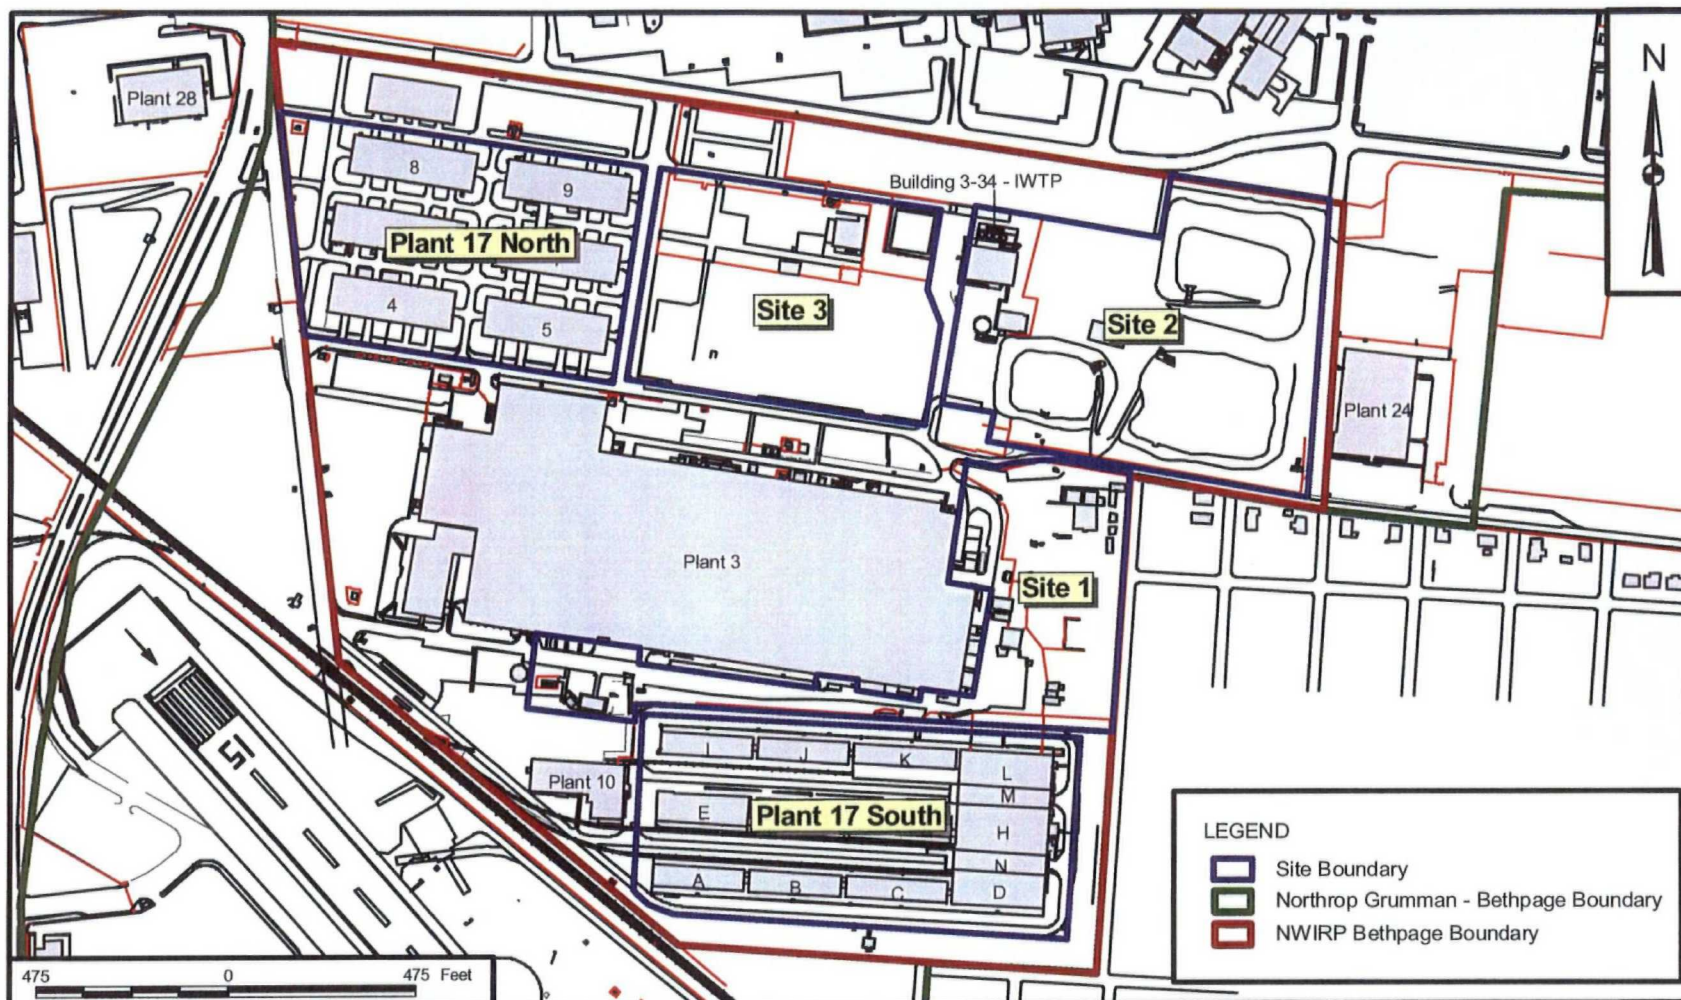 N
Plant 28
8
9
Building 3-34 - IWTP
Plant 17 North
4
5
Site 3
Site 2
Plant 24
Plant 3
Site 1
Plant 10
I
J
K
L
M
E
Plant 17 South
H
N
A
B
C
D
LEGEND
Site Boundary
Northrop Grumman - Bethpage Boundary
NWIRP Bethpage Boundary
475 0 475 Feet